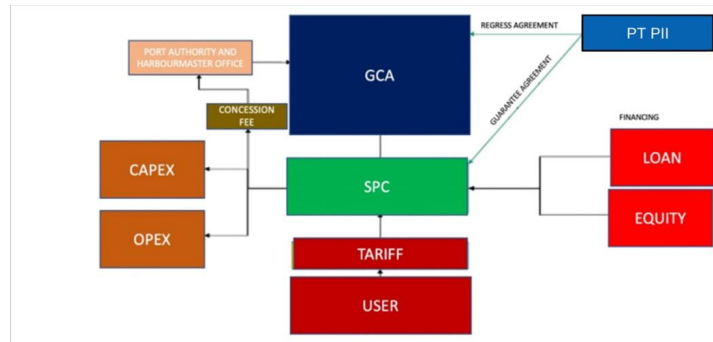 REGRESS AGREEMENT
PT PII
PORT AUTHORITY AND
HARBOURMASTER OFFICE
GCA
GUARANTEE AGREEMENT
CONCESSION
FEE
FINANCING
CAPEX
LOAN
SPC
EQUITY
OPEX
TARIFF
USER